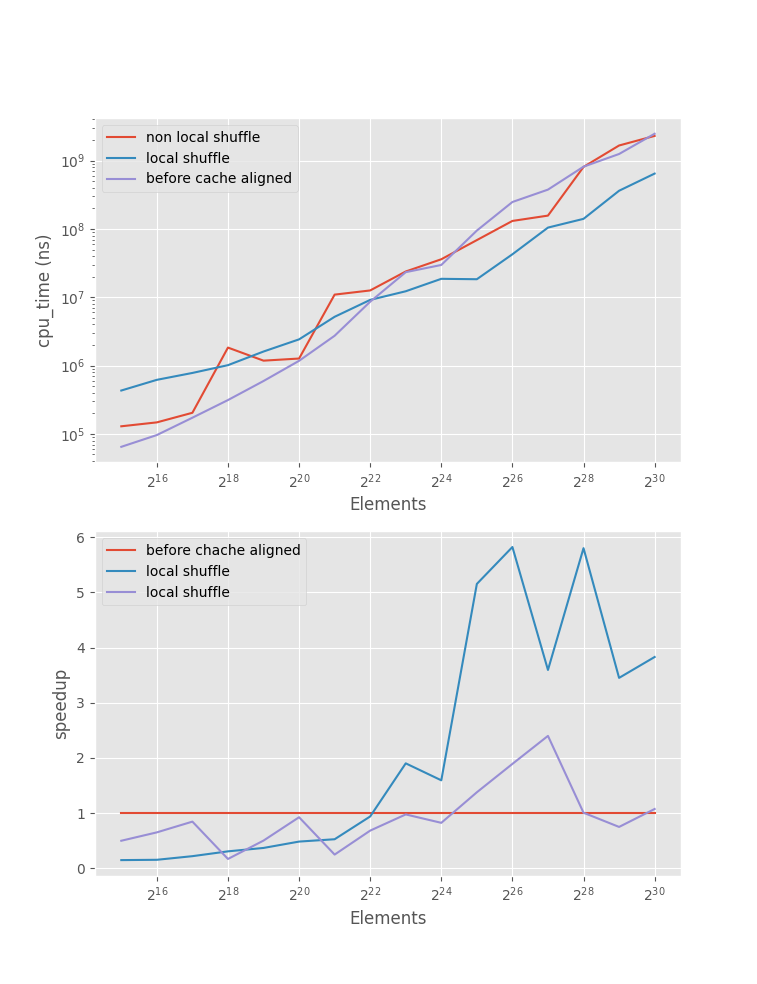 non local shuffle
local shuffle
before cache aligned
10^9
10^8
10^7
10^6
10^5
cpu_time (ns)
2^16 2^18 2^20 2^22 2^24 2^26 2^28 2^30
Elements
before chache aligned
local shuffle
local shuffle
6
5
4
3
2
1
0
speedup
2^16 2^18 2^20 2^22 2^24 2^26 2^28 2^30
Elements